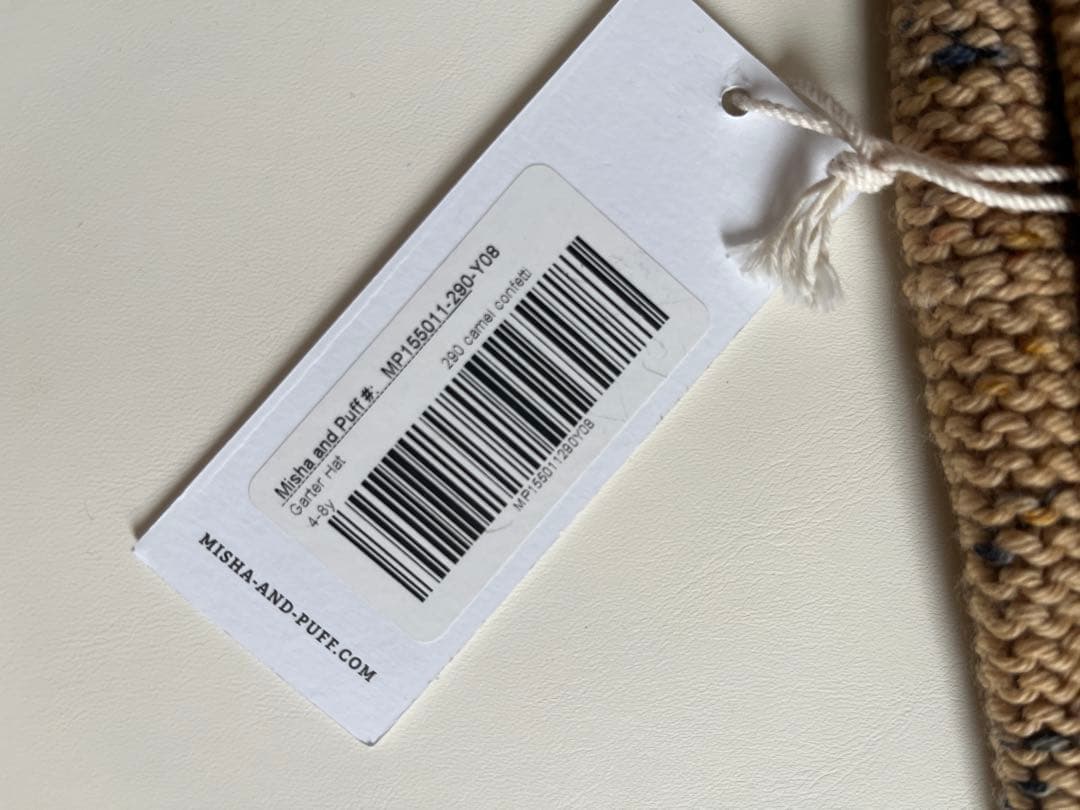 Misha and Puff #: MP155011-290-Y08
Garter Hat 290 camel confetti
4-8y
MP155011290Y08
MISHA-AND-PUFF.COM